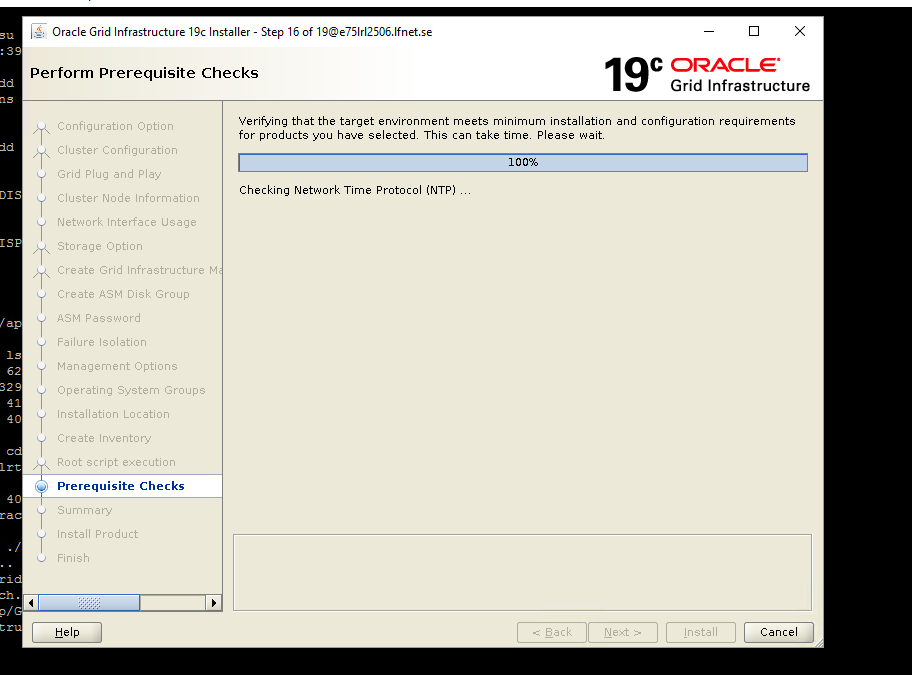 Oracle Grid Infrastructure 19c Installer - Step 16 of 19@e75lrl2506.lfnet.se
Perform Prerequisite Checks
19c ORACLE
Grid Infrastructure
su
:39
dd
ns
dd
DIS
ISP
/ap
ls
62
329
41
40
cd
lrt
40
rac
./
..
rid
ch.
p/G
tru
Configuration Option
Cluster Configuration
Grid Plug and Play
Cluster Node Information
Network Interface Usage
Storage Option
Create Grid Infrastructure Ma
Create ASM Disk Group
ASM Password
Failure Isolation
Management Options
Operating System Groups
Installation Location
Create Inventory
Root script execution
Prerequisite Checks
Summary
Install Product
Finish
Verifying that the target environment meets minimum installation and configuration requirements
for products you have selected. This can take time. Please wait.
100%
Checking Network Time Protocol (NTP) ...
Help
< Back
Next >
Install
Cancel